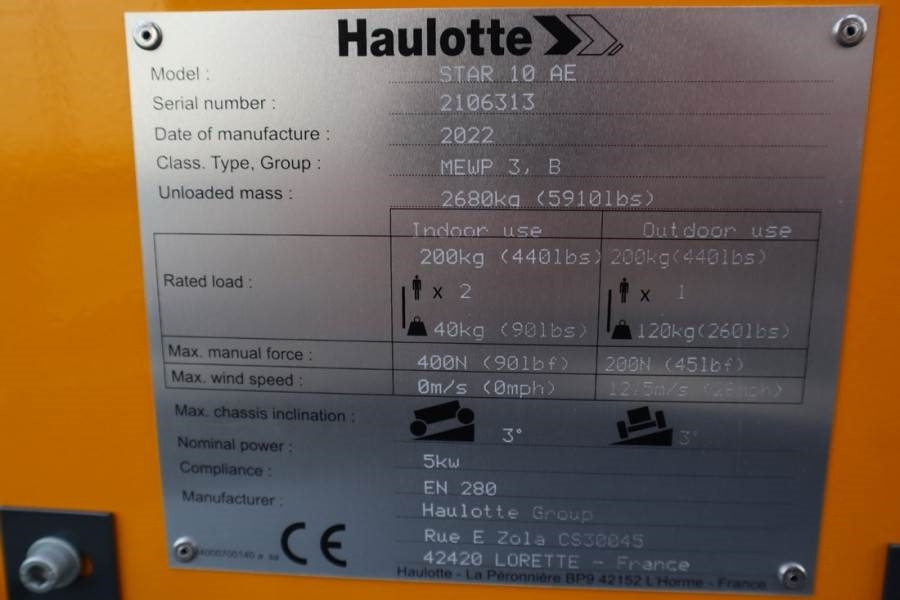 Haulotte
Model : STAR 10 AE
Serial number : 2106313
Date of manufacture : 2022
Class. Type, Group : MEWP 3, B
Unloaded mass : 2680kg (5910lbs)
Indoor use Outdoor use
Rated load : 200kg (440lbs) 200kg(440lbs)
x 2 x 1
40kg (90lbs) 120kg(260lbs)
Max. manual force : 400N (90lbf) 200N (45lbf)
Max. wind speed : 0m/s (0mph) 12,5m/s (28mph)
Max. chassis inclination : 3° 3°
Nominal power : 5kw
Compliance : EN 280
Manufacturer : Haulotte Group
Rue E Zola CS30045
42420 LORETTE - France
4000700140 a CE
Haulotte - La Péronnière BP9 42152 L'Horme - France